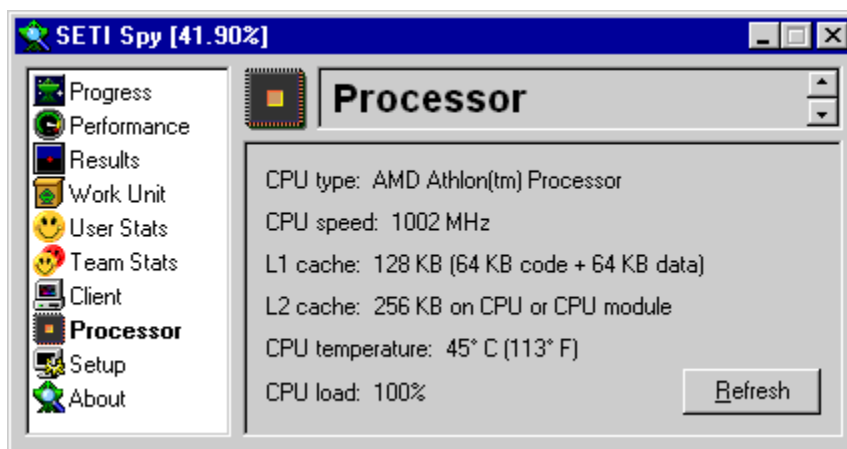 SETI Spy [41.90%]
Progress
Performance
Results
Work Unit
User Stats
Team Stats
Client
Processor
Setup
About
Processor
CPU type: AMD Athlon(tm) Processor
CPU speed: 1002 MHz
L1 cache: 128 KB (64 KB code + 64 KB data)
L2 cache: 256 KB on CPU or CPU module
CPU temperature: 45° C (113° F)
CPU load: 100%
Refresh